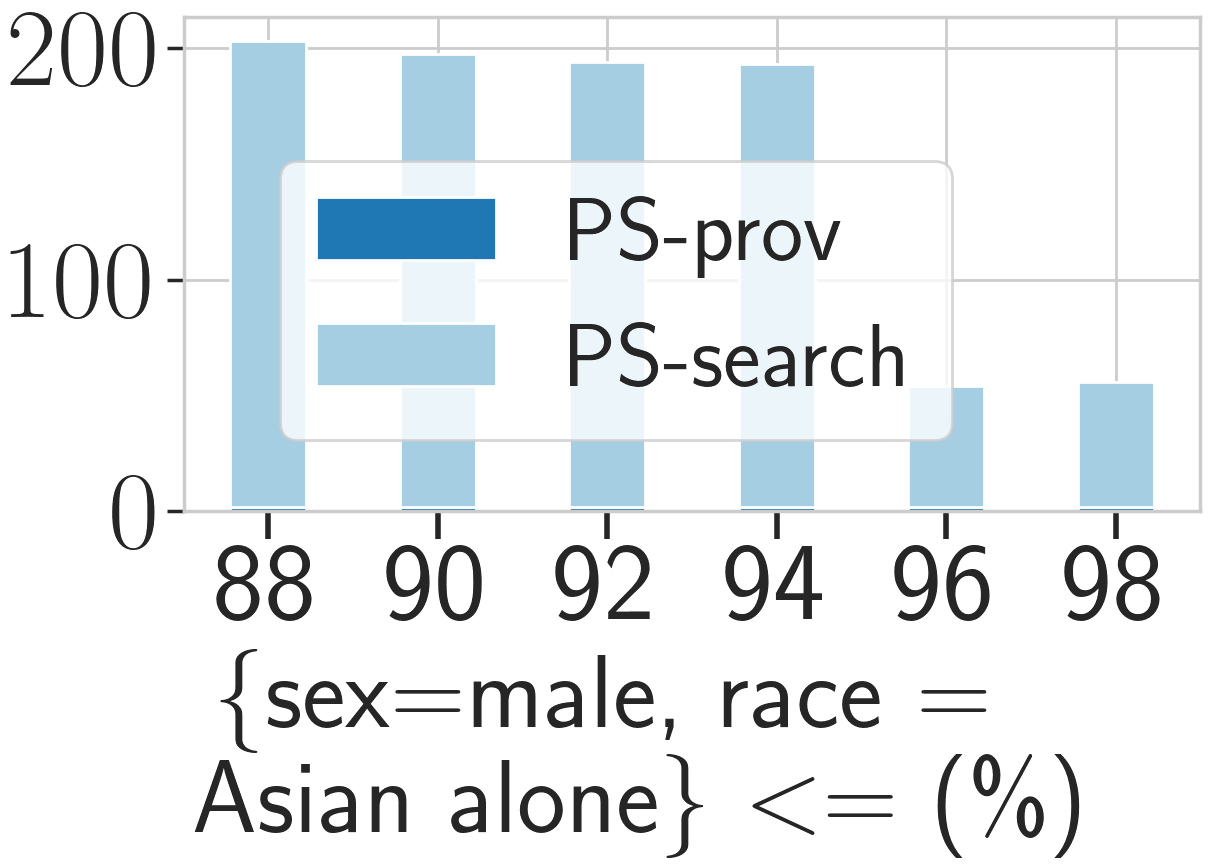 200
100
0
PS-prov
PS-search
88 90 92 94 96 98
{sex=male, race =
Asian alone} <= (%)